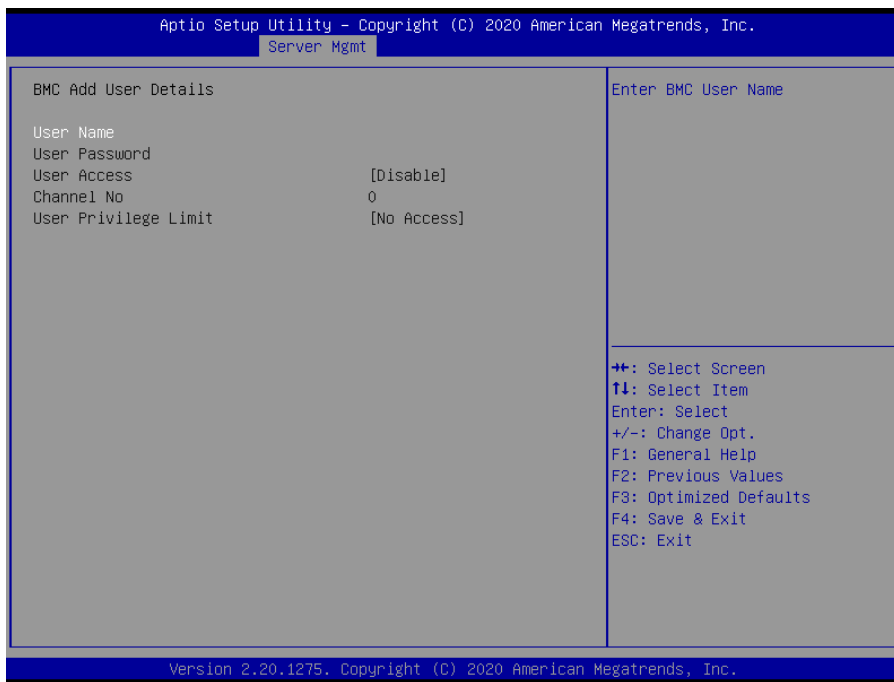 Aptio Setup Utility – Copyright (C) 2020 American Megatrends, Inc.
Server Mgmt
BMC Add User Details
User Name
User Password
User Access [Disable]
Channel No 0
User Privilege Limit [No Access]
Enter BMC User Name
→←: Select Screen
↑↓: Select Item
Enter: Select
+/-: Change Opt.
F1: General Help
F2: Previous Values
F3: Optimized Defaults
F4: Save & Exit
ESC: Exit
Version 2.20.1275. Copyright (C) 2020 American Megatrends, Inc.